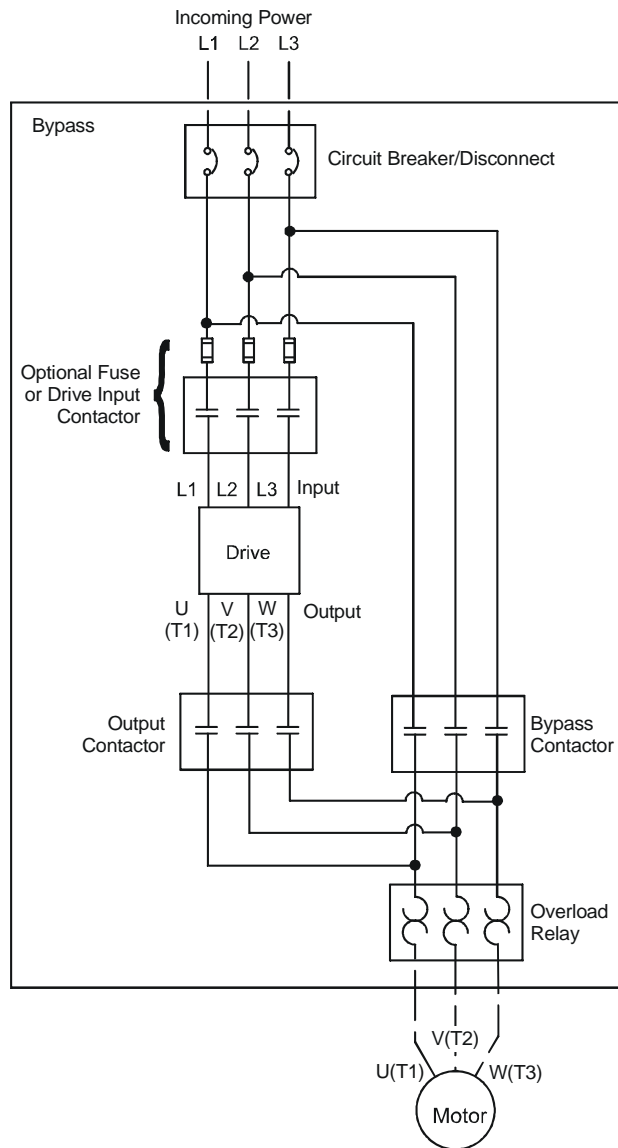 Incoming Power
L1 L2 L3
Bypass
Circuit Breaker/Disconnect
Optional Fuse
or Drive Input
Contactor
L1 L2 L3 Input
Drive
U V W Output
(T1) (T2) (T3)
Output
Contactor
Bypass
Contactor
Overload
Relay
V(T2)
U(T1) W(T3)
Motor